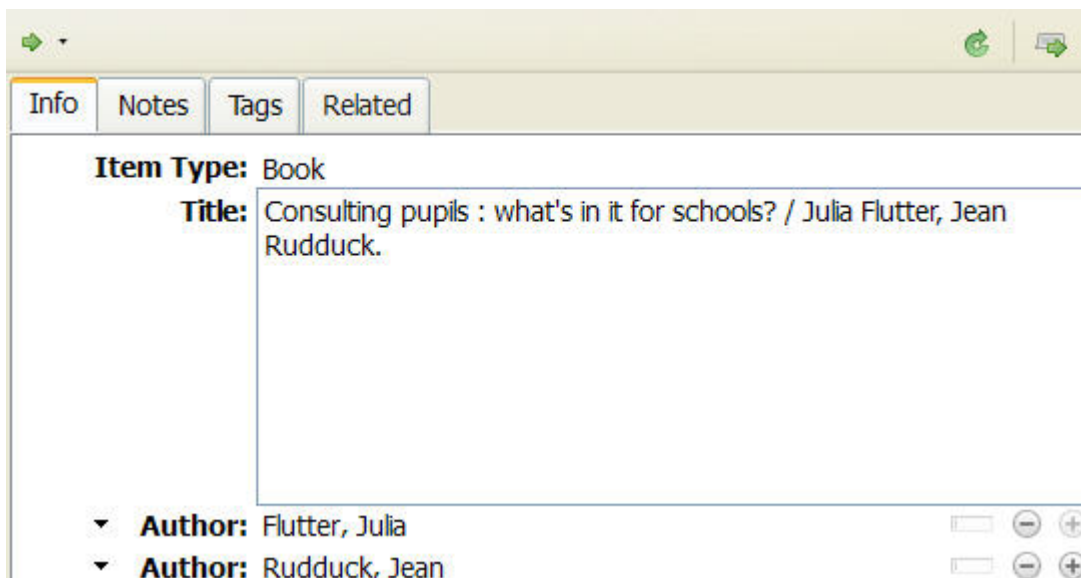 Info Notes Tags Related
Item Type: Book
Title: Consulting pupils : what's in it for schools? / Julia Flutter, Jean
Rudduck.
Author: Flutter, Julia
Author: Rudduck, Jean